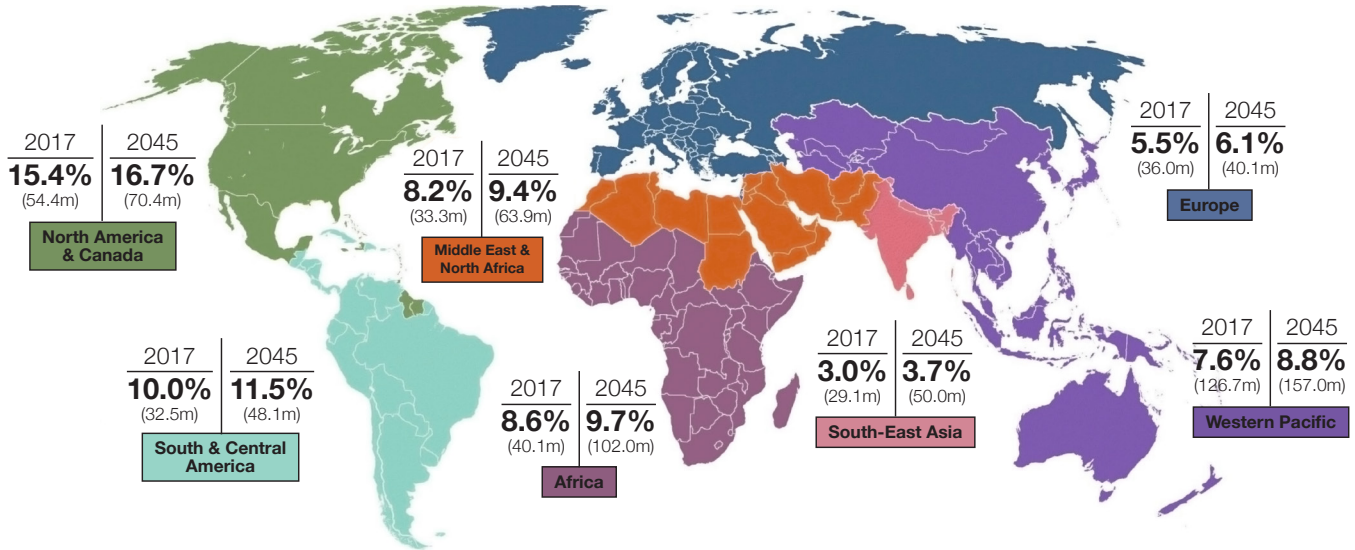 2017 2045
15.4% 16.7%
(54.4m) (70.4m)
North America
& Canada
2017 2045
8.2% 9.4%
(33.3m) (63.9m)
Middle East &
North Africa
2017 2045
5.5% 6.1%
(36.0m) (40.1m)
Europe
2017 2045
10.0% 11.5%
(32.5m) (48.1m)
South & Central
America
2017 2045
8.6% 9.7%
(40.1m) (102.0m)
Africa
2017 2045
3.0% 3.7%
(29.1m) (50.0m)
South-East Asia
2017 2045
7.6% 8.8%
(126.7m) (157.0m)
Western Pacific